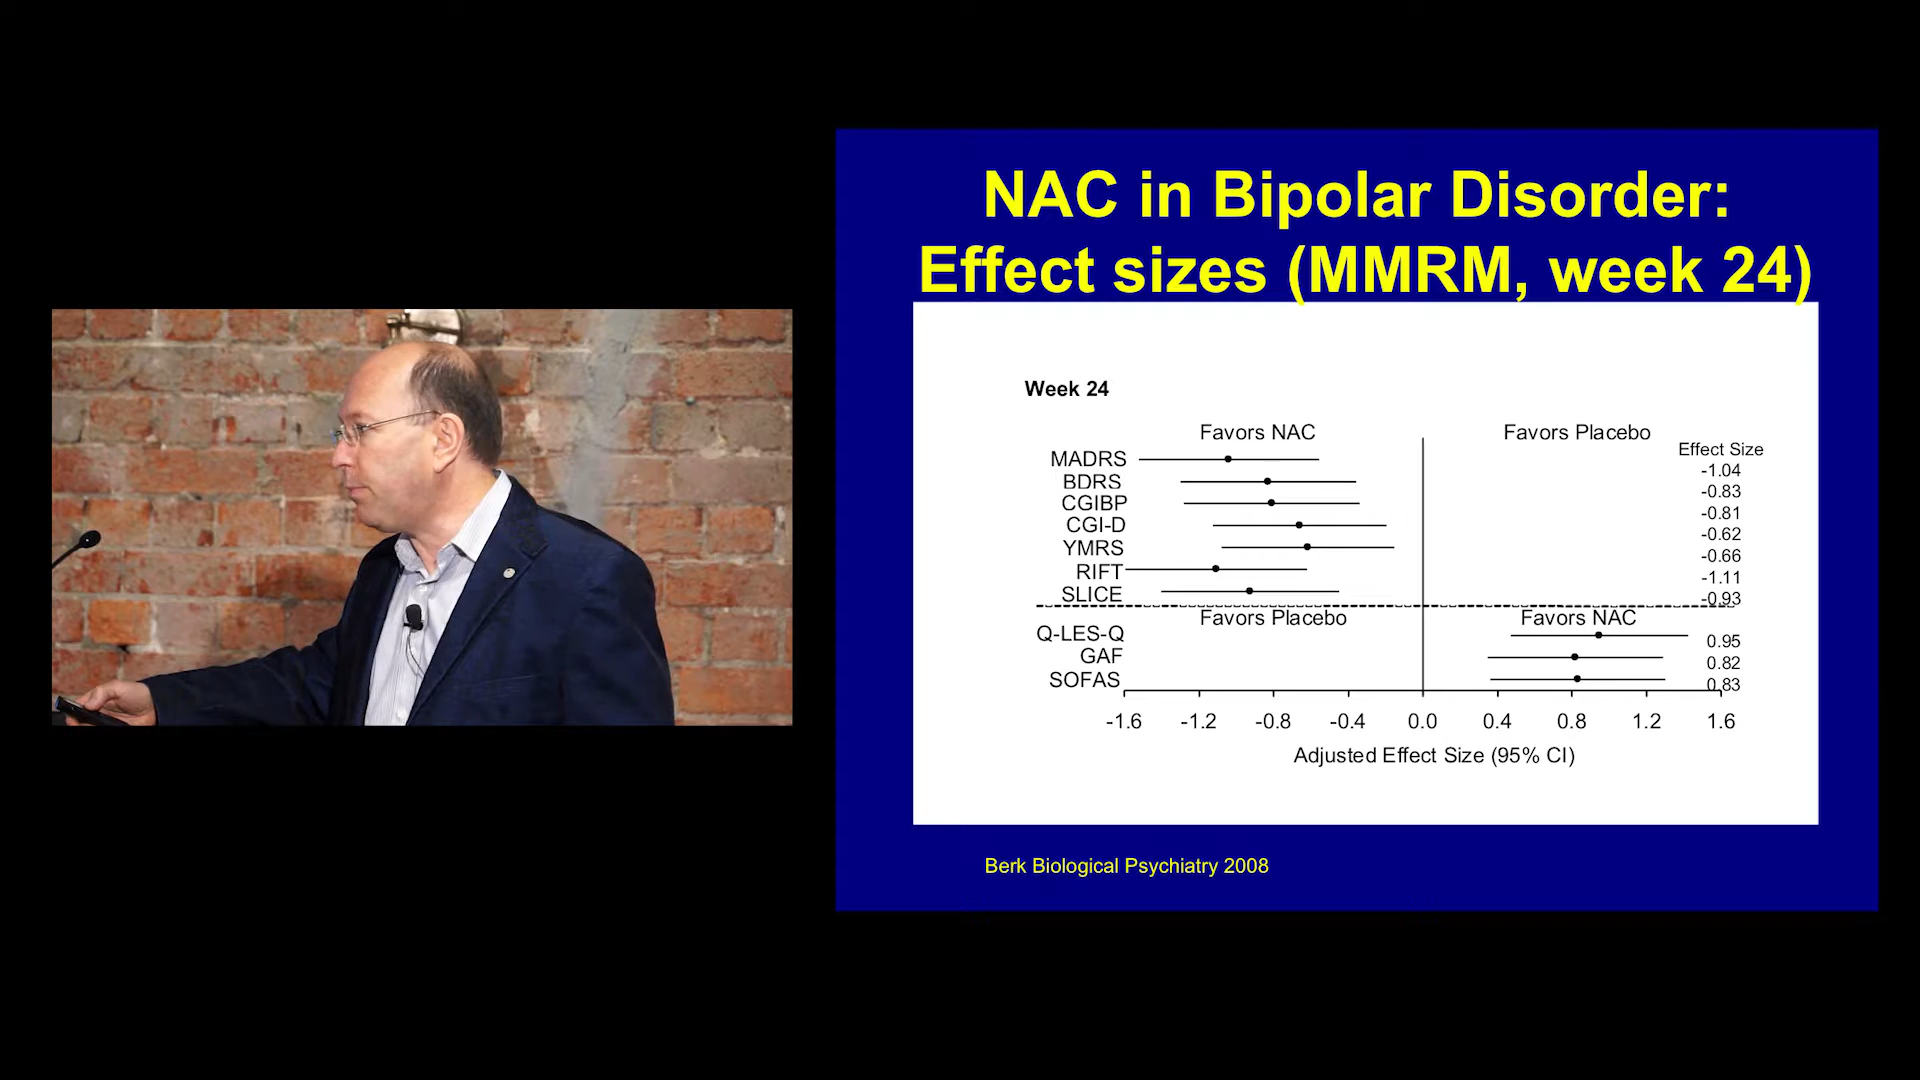 NAC in Bipolar Disorder:
Effect sizes (MMRM, week 24)
Week 24
Favors NAC Favors Placebo
Effect Size
MADRS -1.04
BDRS -0.83
CGIBP -0.81
CGI-D -0.62
YMRS -0.66
RIFT -1.11
SLICE -0.93
Favors Placebo Favors NAC
Q-LES-Q 0.95
GAF 0.82
SOFAS 0.83
-1.6 -1.2 -0.8 -0.4 0.0 0.4 0.8 1.2 1.6
Adjusted Effect Size (95% CI)
Berk Biological Psychiatry 2008